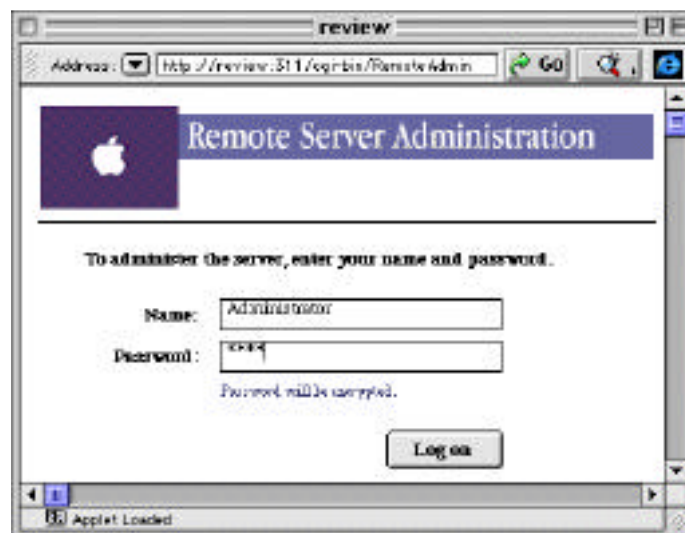 review
Address: http://review:311/cgi-bin/RemoteAdmin Go
Remote Server Administration
To administer the server, enter your name and password.
Name: Administrator
Password: ****
Password will be encrypted.
Log on
Applet Loaded